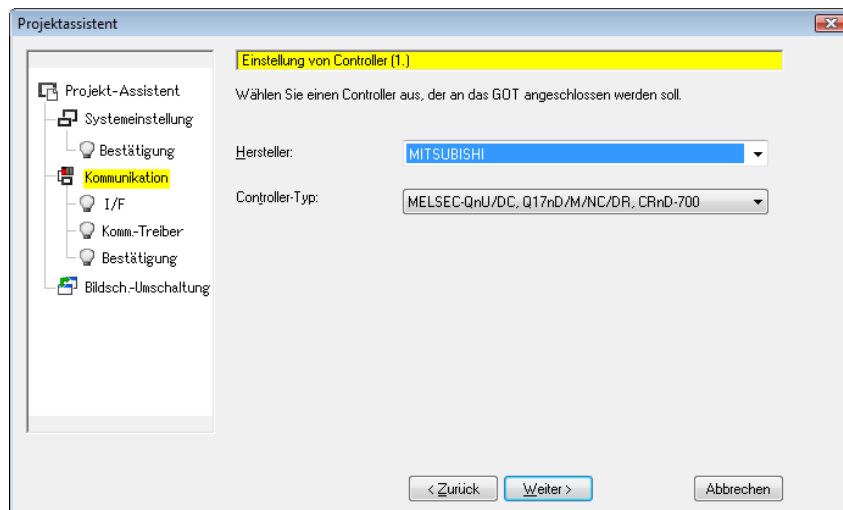 Projektassistent
Projekt-Assistent
Systemeinstellung
Bestätigung
Kommunikation
I/F
Komm.-Treiber
Bestätigung
Bildsch.-Umschaltung
Einstellung von Controller (1.)
Wählen Sie einen Controller aus, der an das GOT angeschlossen werden soll.
Hersteller: MITSUBISHI
Controller-Typ: MELSEC-QnU/DC, Q17nD/M/NC/DR, CRnD-700
< Zurück Weiter > Abbrechen